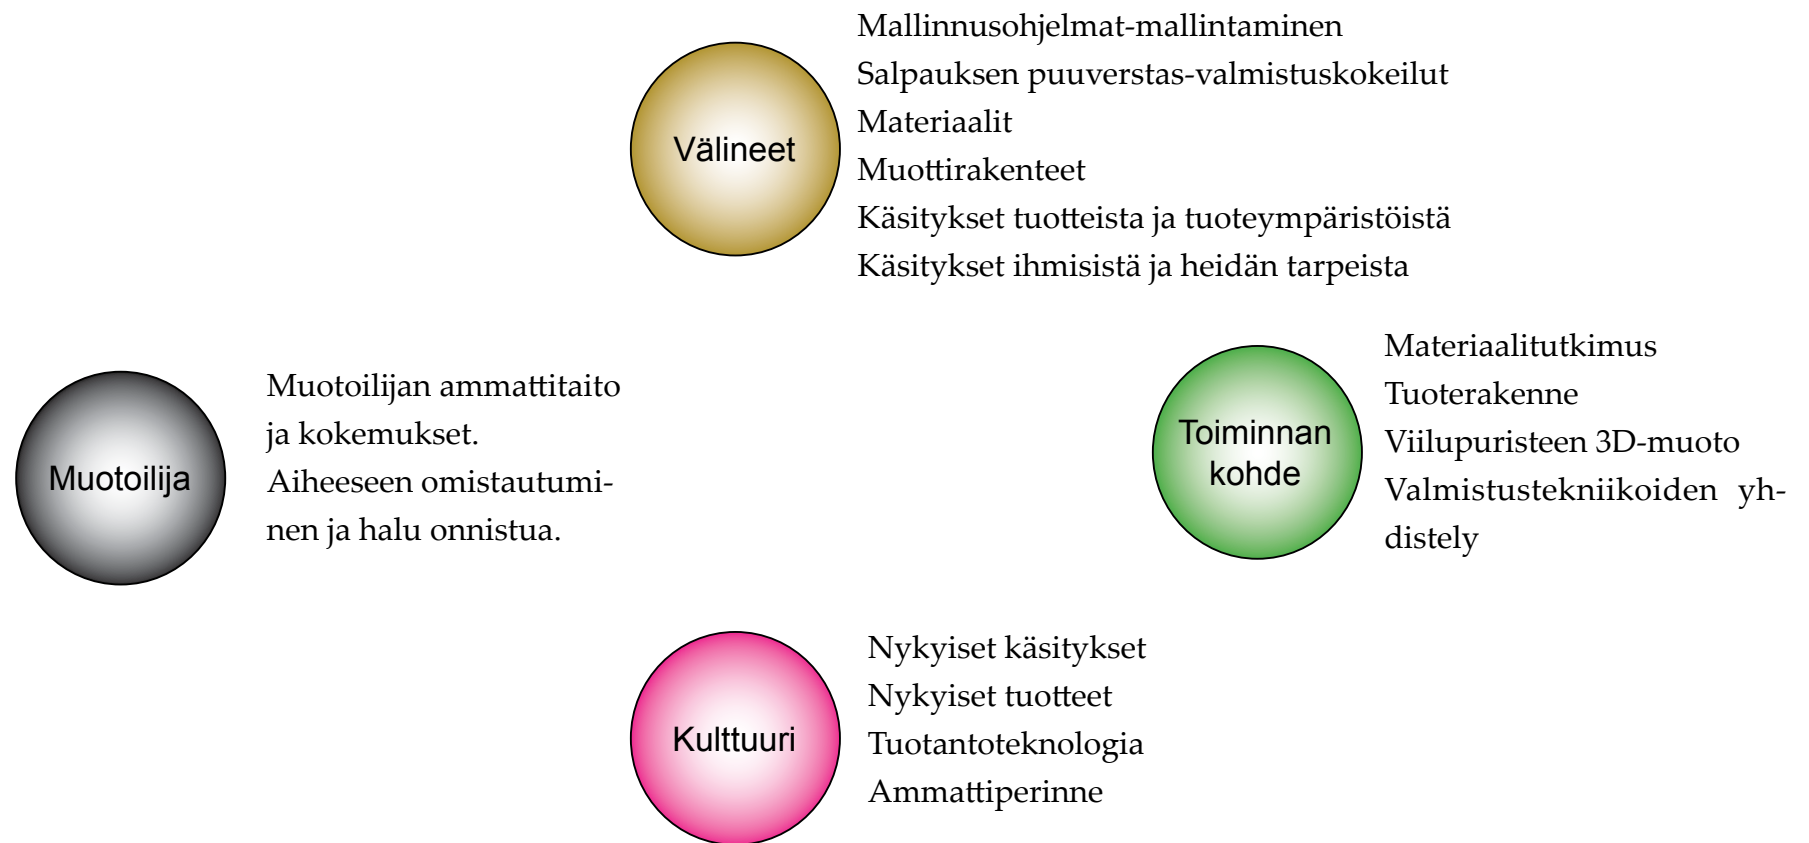 Välineet
Mallinnusohjelmat-mallintaminen
Salpauksen puuverstas-valmistuskokeilut
Materiaalit
Muottirakenteet
Käsitykset tuotteista ja tuoteympäristöistä
Käsitykset ihmisistä ja heidän tarpeista
Muotoilija
Muotoilijan ammattitaito
ja kokemukset.
Aiheeseen omistautumi-
nen ja halu onnistua.
Toiminnan
kohde
Materiaalitutkimus
Tuoterakenne
Viilupuristeen 3D-muoto
Valmistustekniikoiden yh-
distely
Kulttuuri
Nykyiset käsitykset
Nykyiset tuotteet
Tuotantoteknologia
Ammattiperinne